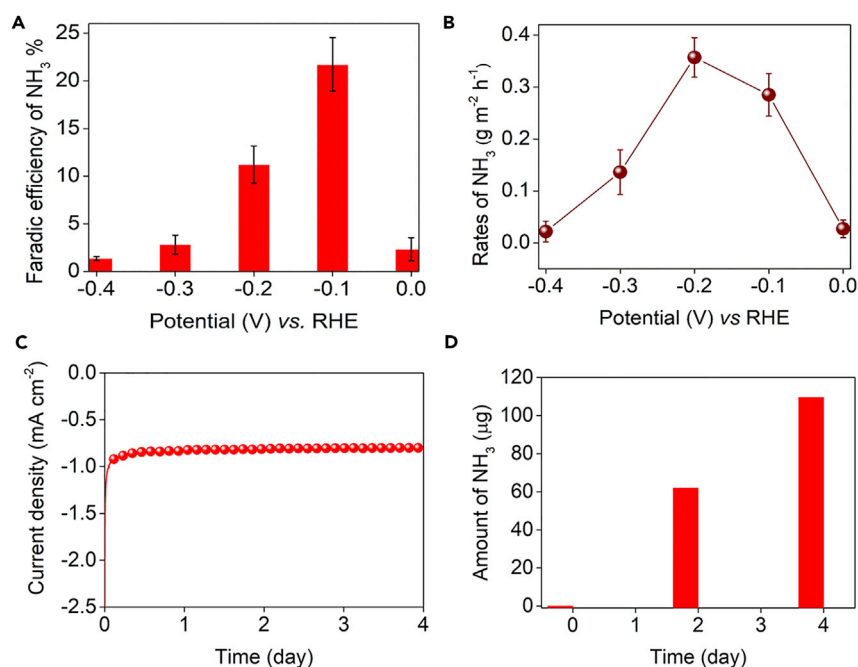 A
Faradic efficiency of NH₃ %
25
20
15
10
5
0
-0.4 -0.3 -0.2 -0.1 0.0
Potential (V) vs. RHE
B
Rates of NH₃ (g m⁻² h⁻¹)
0.4
0.3
0.2
0.1
0.0
-0.4 -0.3 -0.2 -0.1 0.0
Potential (V) vs RHE
C
Current density (mA cm⁻²)
0.0
-0.5
-1.0
-1.5
-2.0
-2.5
0 1 2 3 4
Time (day)
D
Amount of NH₃ (µg)
120
100
80
60
40
20
0
0 1 2 3 4
Time (day)